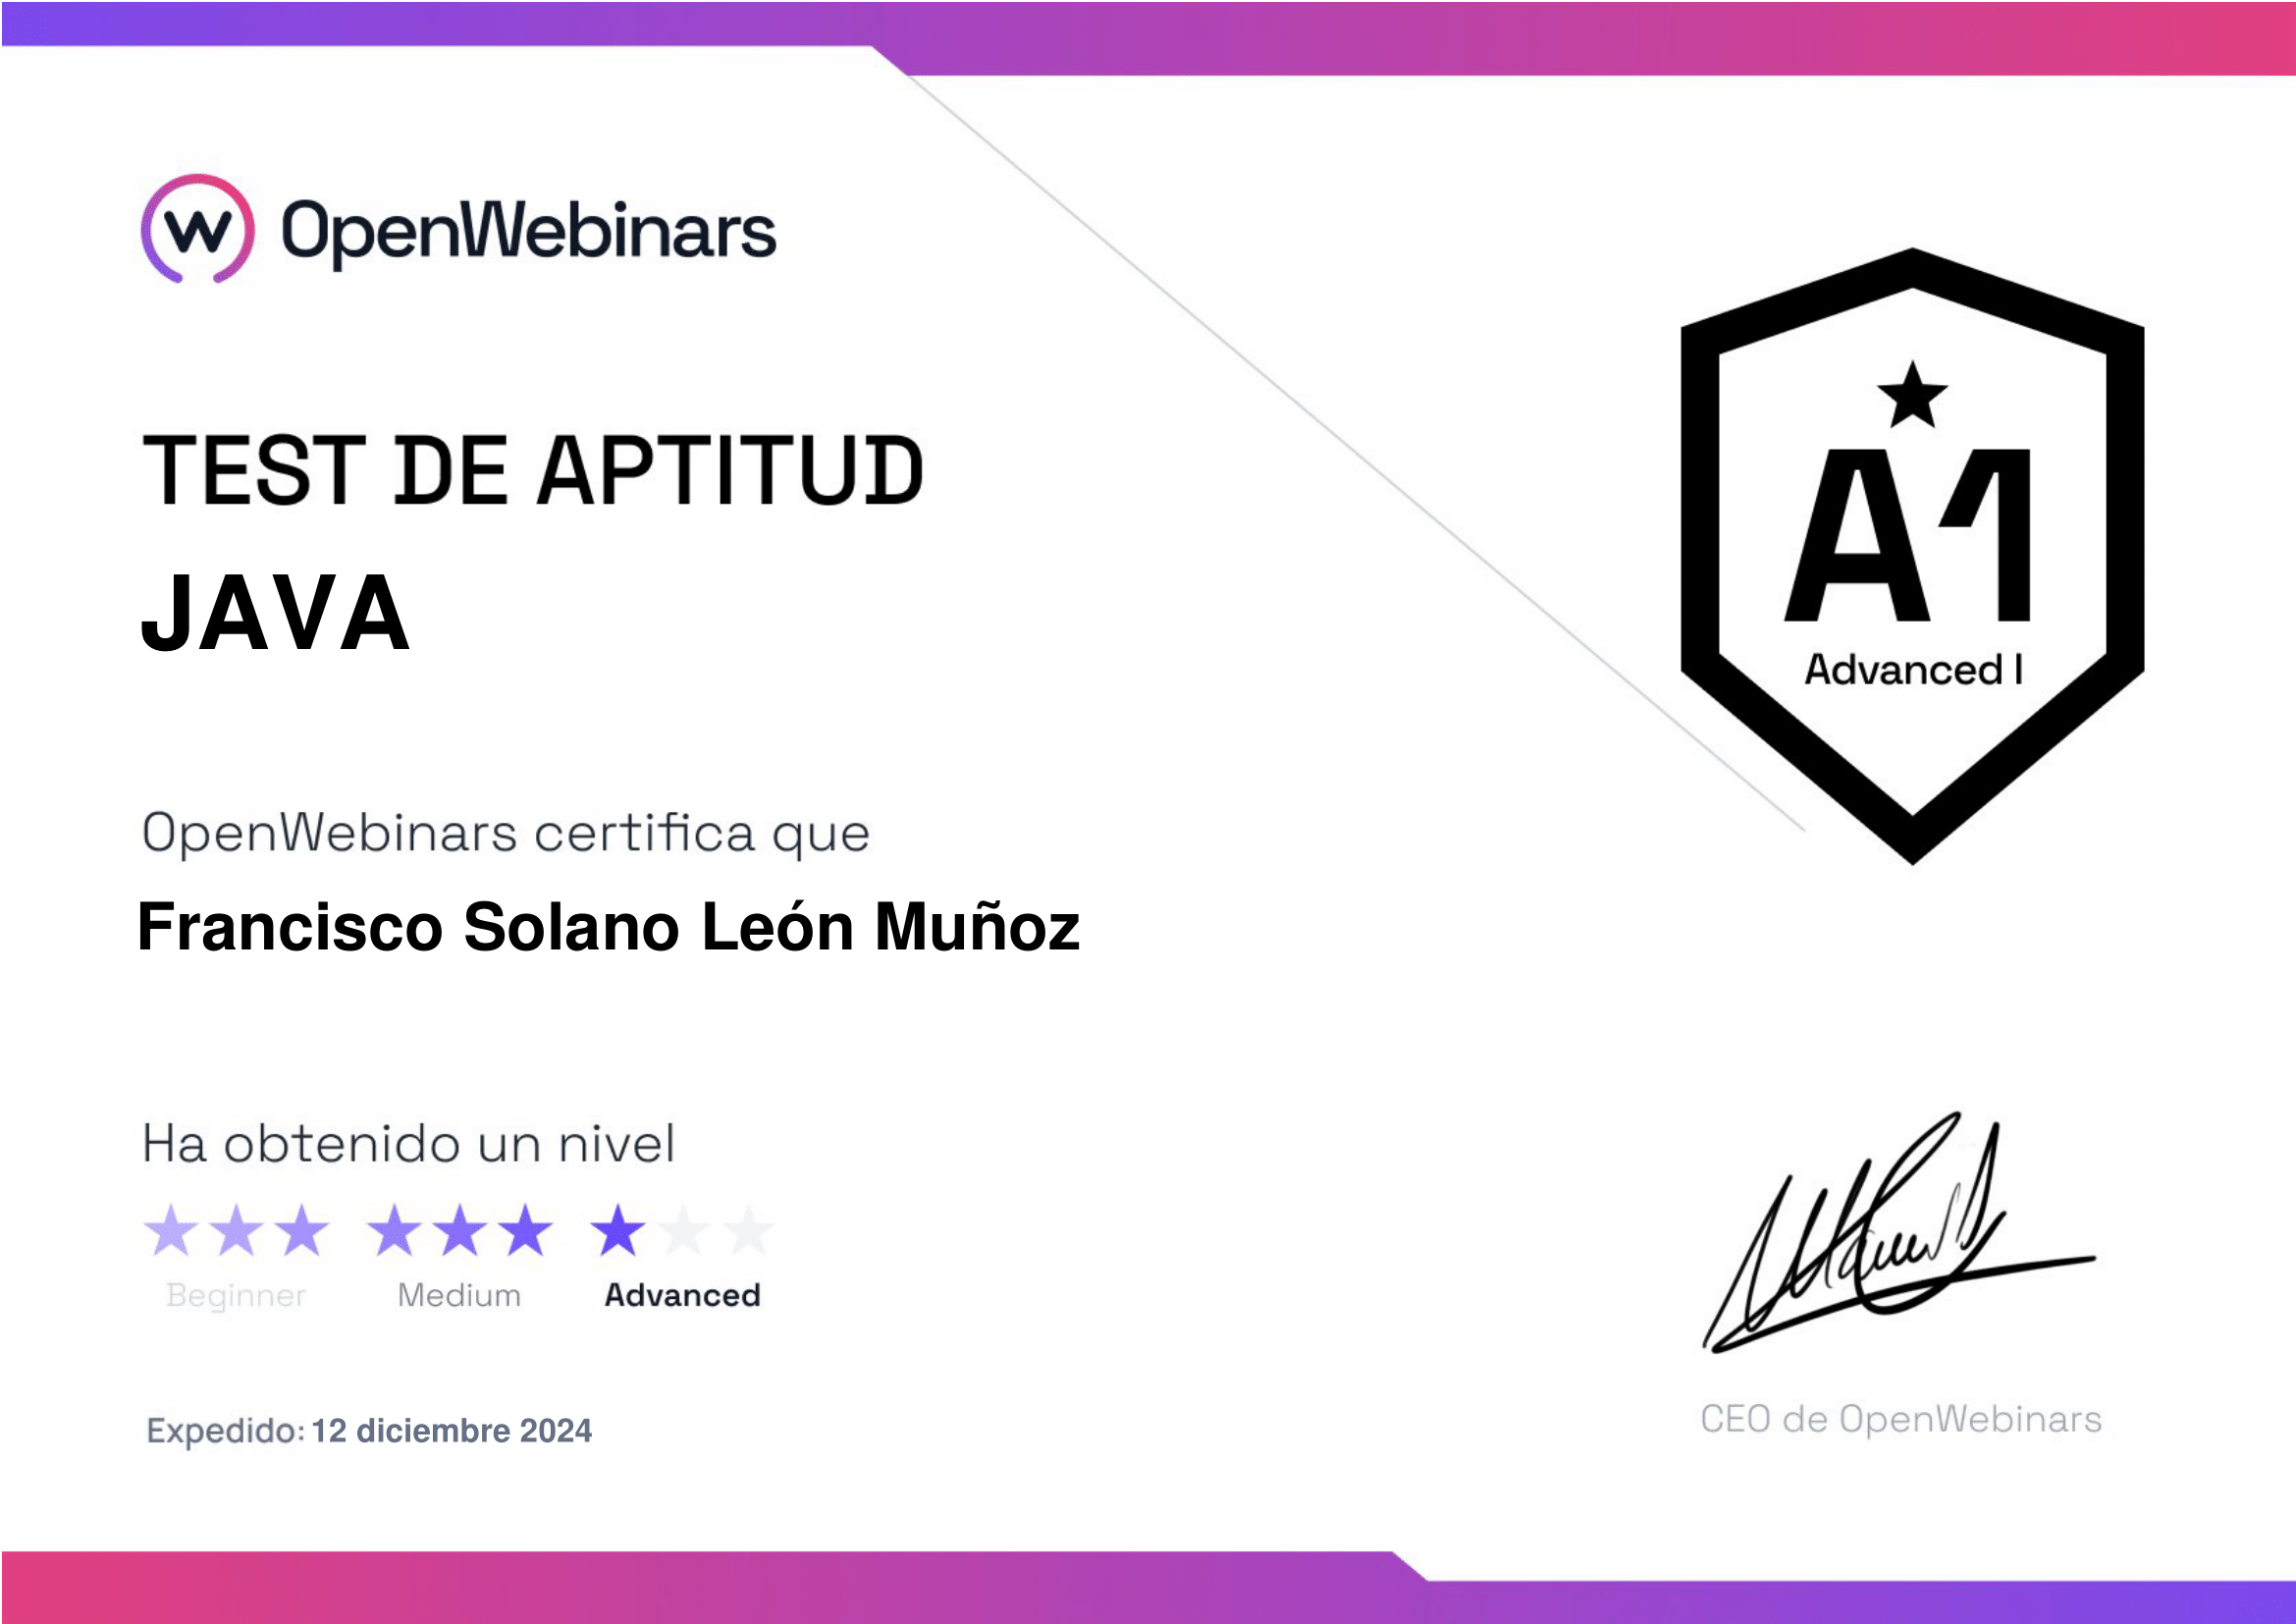 OpenWebinars
TEST DE APTITUD
JAVA
A1
Advanced I
OpenWebinars certifica que
Francisco Solano León Muñoz
Ha obtenido un nivel
Beginner Medium Advanced
Expedido: 12 diciembre 2024
CEO de OpenWebinars